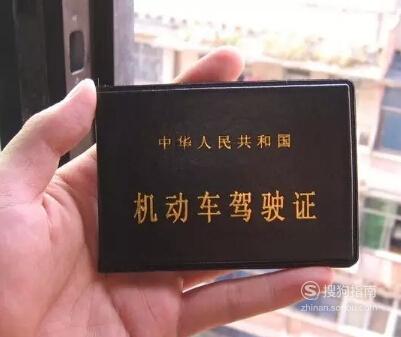 中华人民共和国
机动车驾驶证
S 搜狗指南
zhinan.sogou.com